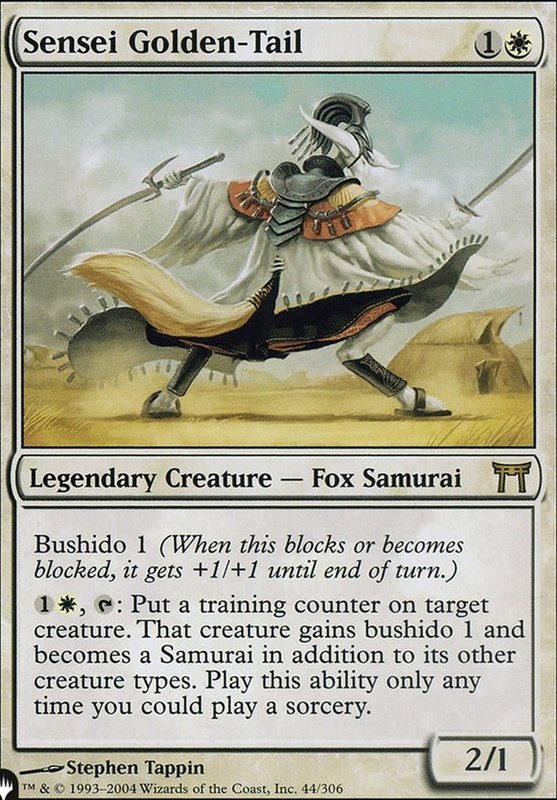 Sensei Golden-Tail 1
Legendary Creature — Fox Samurai
Bushido 1 (When this blocks or becomes
blocked, it gets +1/+1 until end of turn.)
1 , : Put a training counter on target
creature. That creature gains bushido 1 and
becomes a Samurai in addition to its other
creature types. Play this ability only any
time you could play a sorcery.
Stephen Tappin
2/1
™ & © 1993–2004 Wizards of the Coast, Inc. 44/306